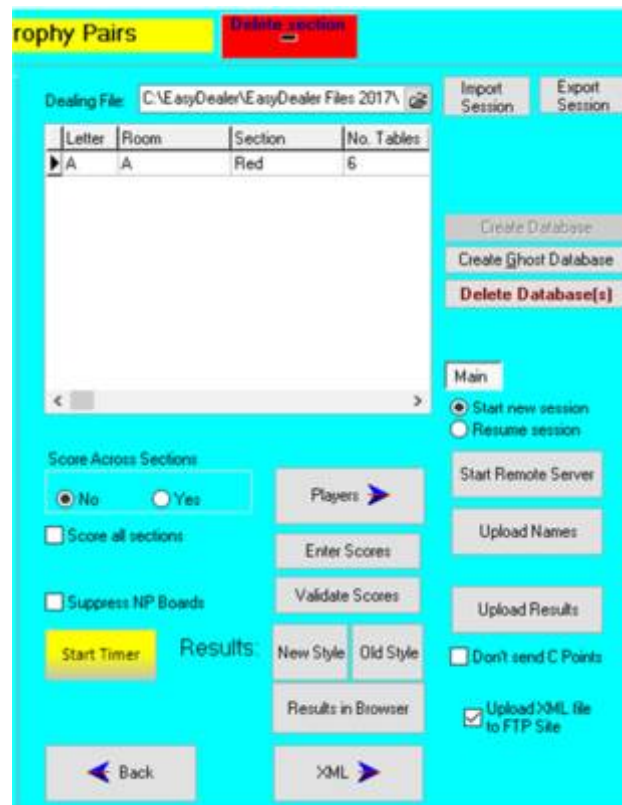 rophy Pairs
Delete section
Dealing File: C:\EasyDealer\EasyDealer Files 2017\
Import Session
Export Session
Letter Room Section No. Tables
A A Red 6
Create Database
Create Ghost Database
Delete Database(s)
Main
Start new session
Resume session
Score Across Sections
No Yes
Score all sections
Suppress NP Boards
Start Timer
Players
Enter Scores
Validate Scores
Results:
New Style
Old Style
Results in Browser
Back
XML
Start Remote Server
Upload Names
Upload Results
Don't send C Points
Upload XML file
to FTP Site